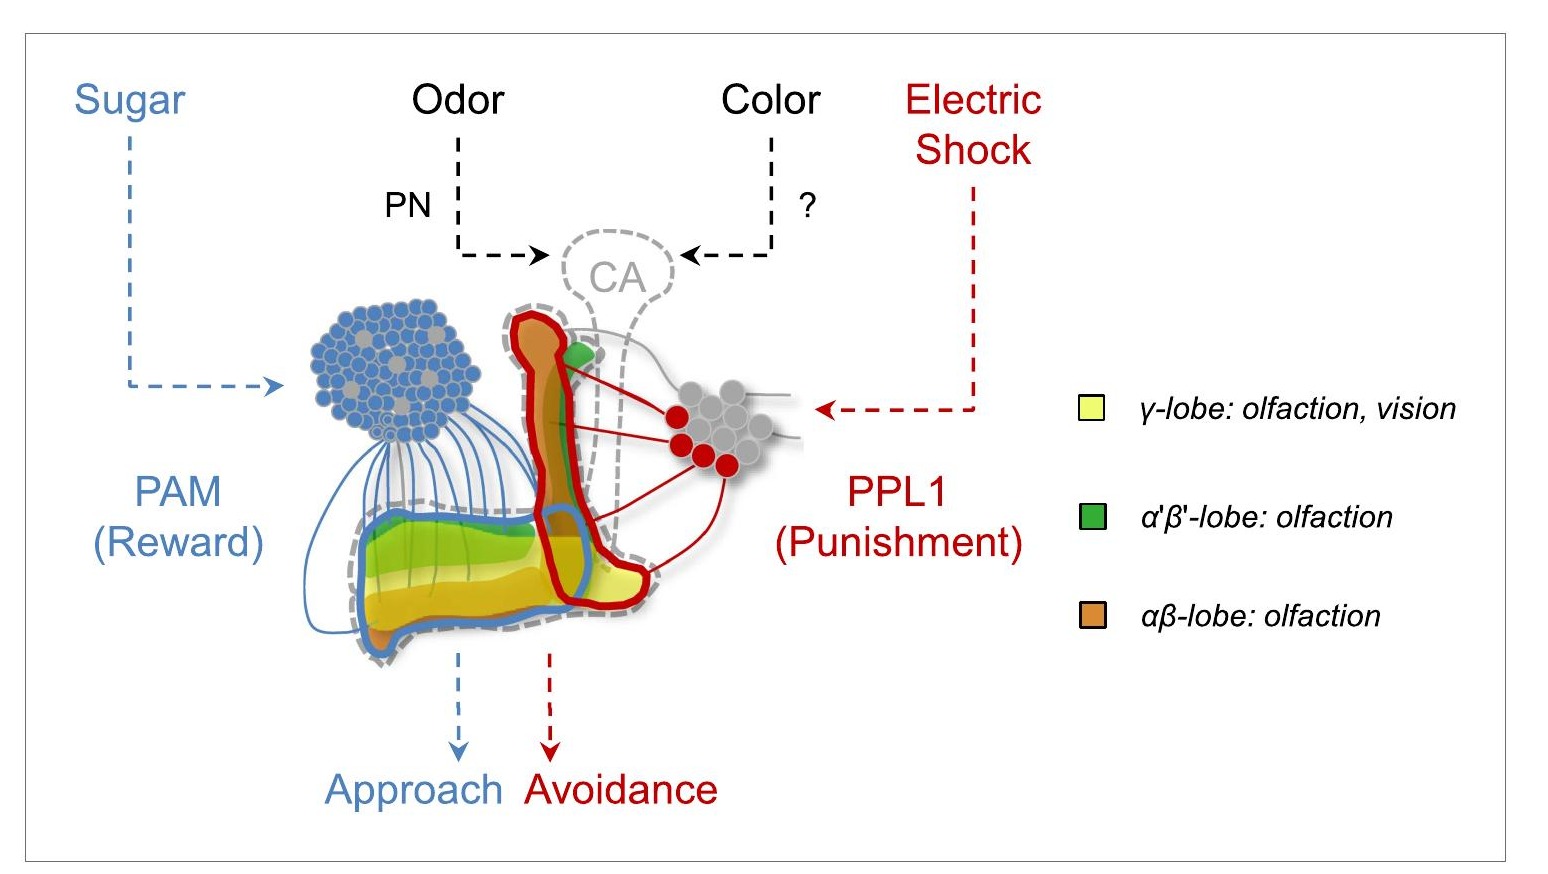 Sugar
Odor
Color
Electric
Shock
PN
?
CA
PAM
(Reward)
PPL1
(Punishment)
γ-lobe: olfaction, vision
α'β'-lobe: olfaction
αβ-lobe: olfaction
Approach
Avoidance